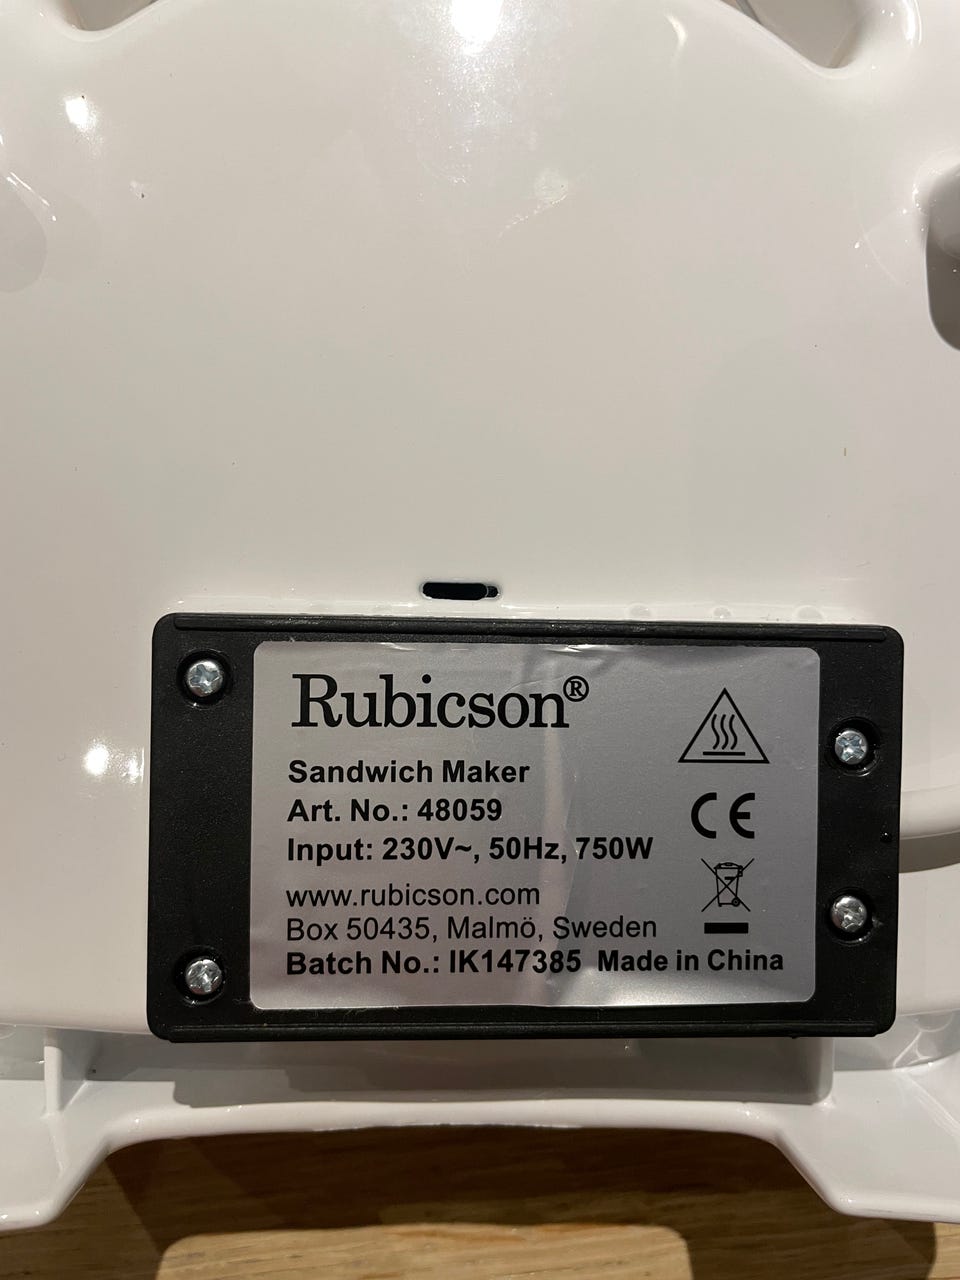 Rubicson®
Sandwich Maker
Art. No.: 48059
Input: 230V~, 50Hz, 750W
www.rubicson.com
Box 50435, Malmö, Sweden
Batch No.: IK147385 Made in China
CE